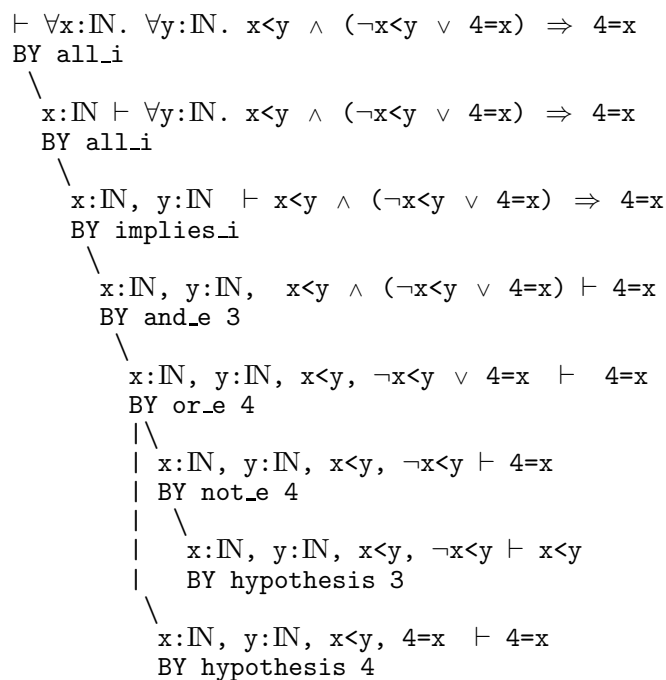 ⊢ ∀x:ℕ. ∀y:ℕ. x<y ∧ (¬x<y ∨ 4=x) ⇒ 4=x
BY all_i
\
x:ℕ ⊢ ∀y:ℕ. x<y ∧ (¬x<y ∨ 4=x) ⇒ 4=x
BY all_i
\
x:ℕ, y:ℕ ⊢ x<y ∧ (¬x<y ∨ 4=x) ⇒ 4=x
BY implies_i
\
x:ℕ, y:ℕ, x<y ∧ (¬x<y ∨ 4=x) ⊢ 4=x
BY and_e 3
\
x:ℕ, y:ℕ, x<y, ¬x<y ∨ 4=x ⊢ 4=x
BY or_e 4
|\
| x:ℕ, y:ℕ, x<y, ¬x<y ⊢ 4=x
| BY not_e 4
| \
| x:ℕ, y:ℕ, x<y, ¬x<y ⊢ x<y
| BY hypothesis 3
\
x:ℕ, y:ℕ, x<y, 4=x ⊢ 4=x
BY hypothesis 4